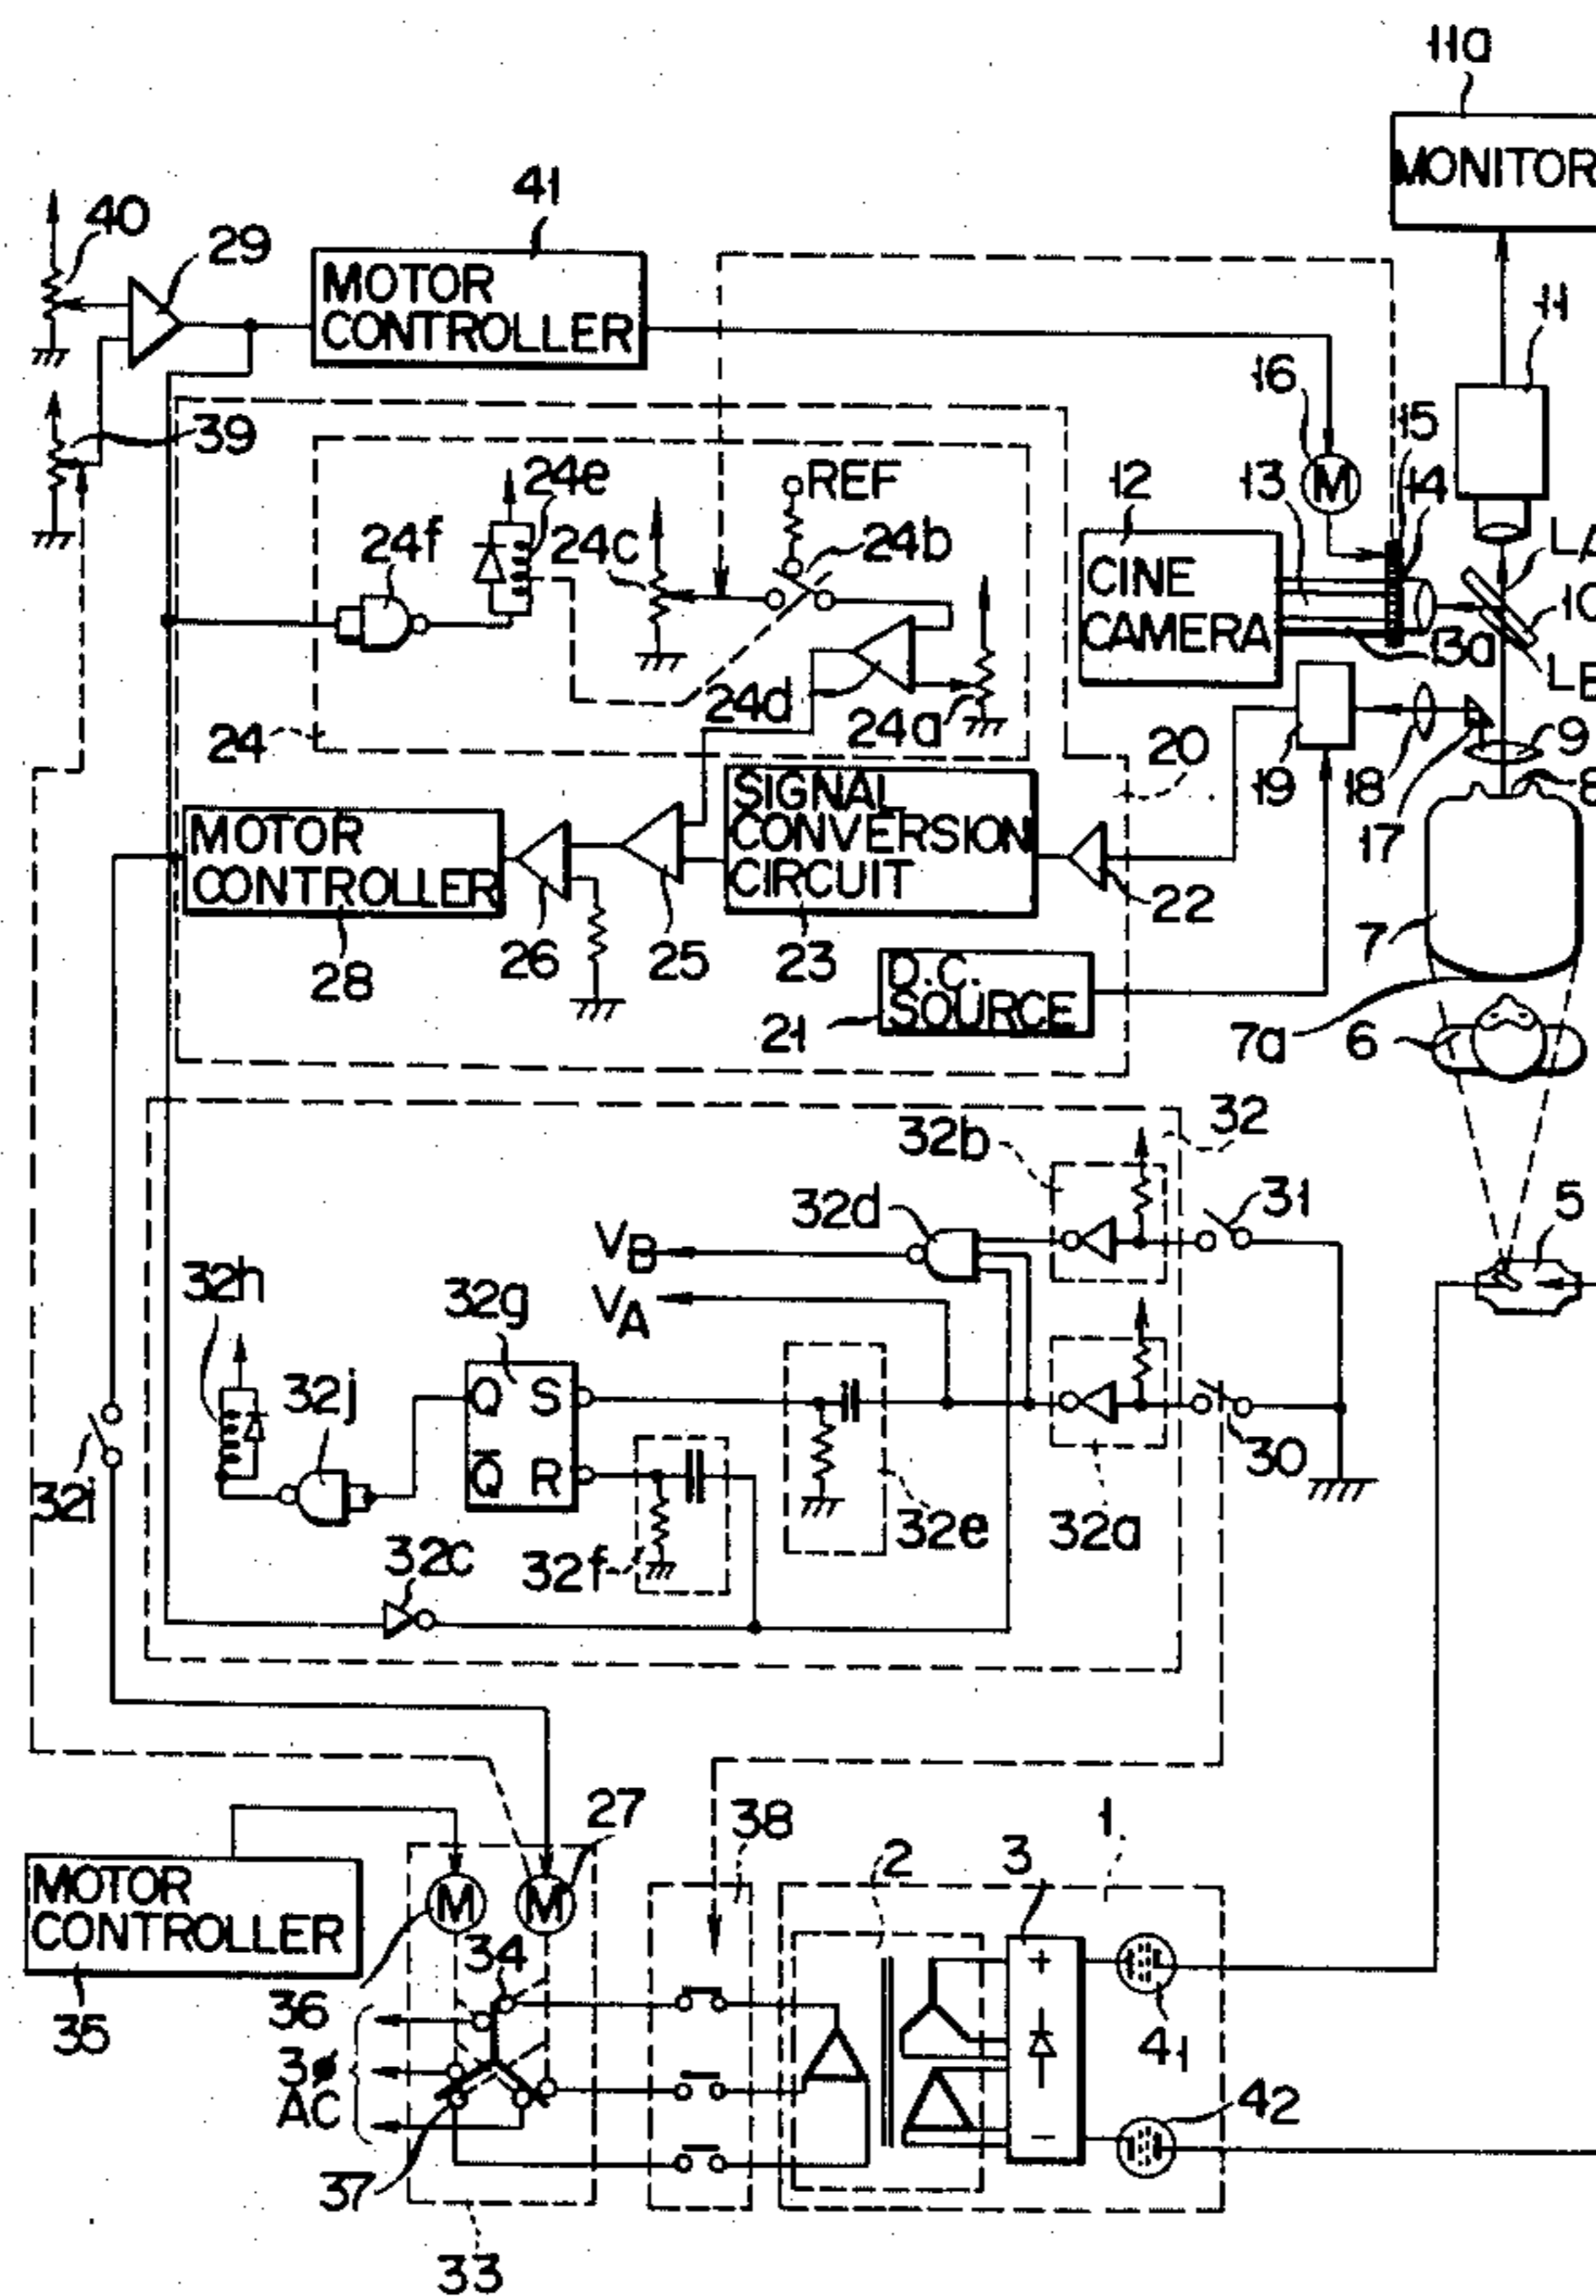 11a
MONITOR
41
40
29
MOTOR
CONTROLLER
11
16
M
15
39
24e
REF
12
13
14
24f
24c
24b
LA
CINE
CAMERA
10
13a
24d
24a
24
20
19
18
17
9
8
SIGNAL
CONVERSION
CIRCUIT
MOTOR
CONTROLLER
22
26
25
23
28
7
D.C.
SOURCE
21
7a
6
32b
32
32d
31
5
VB
VA
32h
32g
32j
Q S
Q̅ R
30
32i
32e
32a
32f
32c
27
38
1
2
3
MOTOR
CONTROLLER
M
M
34
+
36
41
35
3ø
AC
−
42
37
33